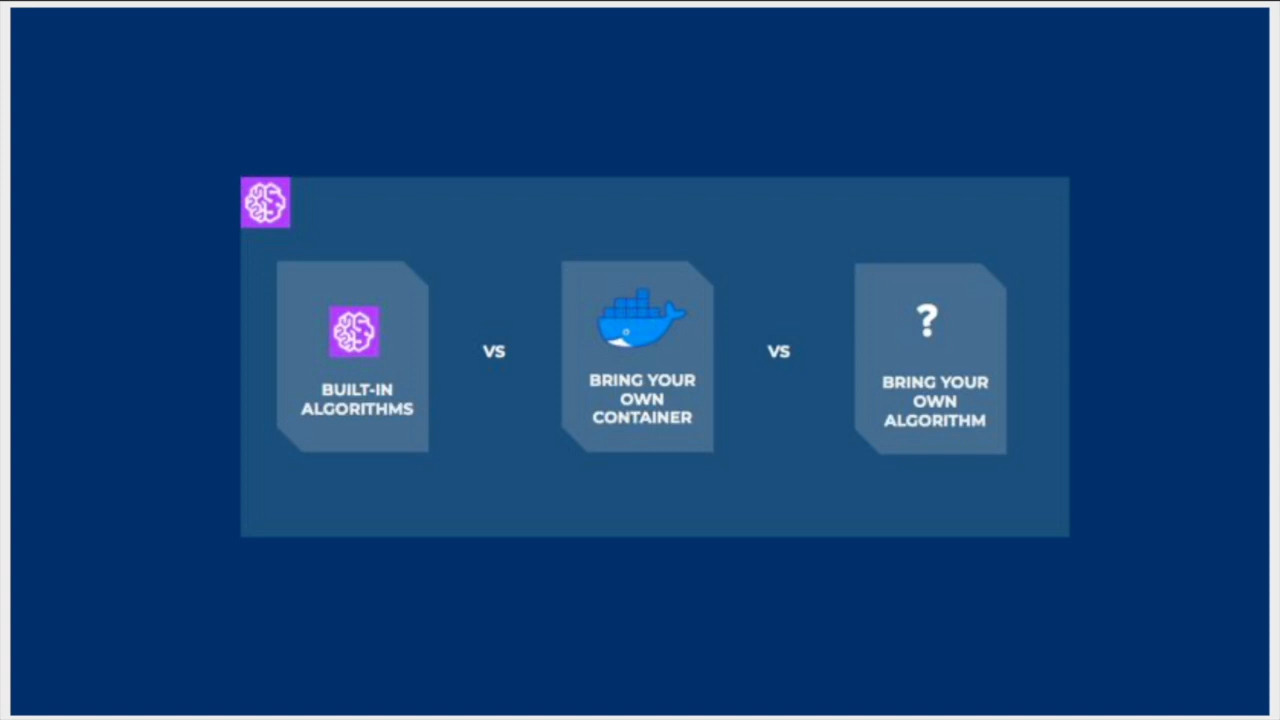 BUILT-IN
ALGORITHMS
VS
BRING YOUR
OWN
CONTAINER
VS
?
BRING YOUR
OWN
ALGORITHM